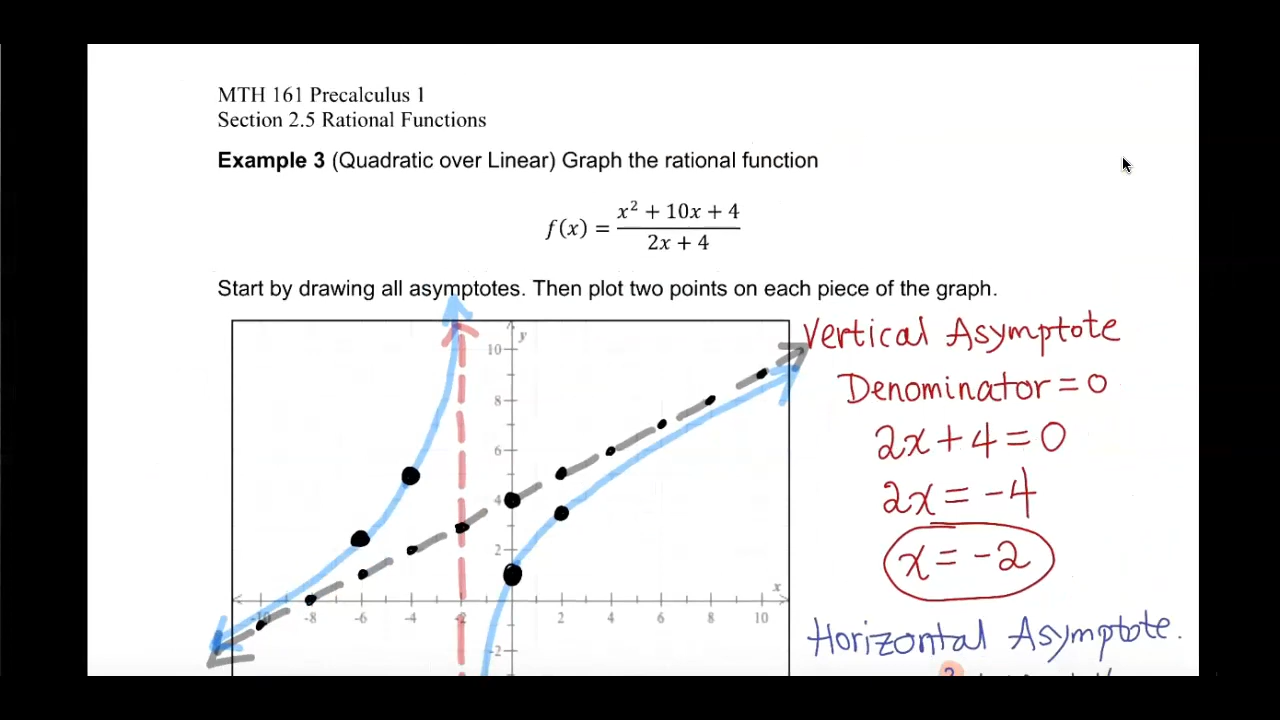 MTH 161 Precalculus 1
Section 2.5 Rational Functions
Example 3 (Quadratic over Linear) Graph the rational function
f(x) = (x² + 10x + 4)/(2x + 4)
Start by drawing all asymptotes. Then plot two points on each piece of the graph.
y
10
8
6
4
2
-2
x
-10 -8 -6 -4 -2 2 4 6 8 10
Vertical Asymptote
Denominator = 0
2x + 4 = 0
2x = -4
x = -2
Horizontal Asymptote.